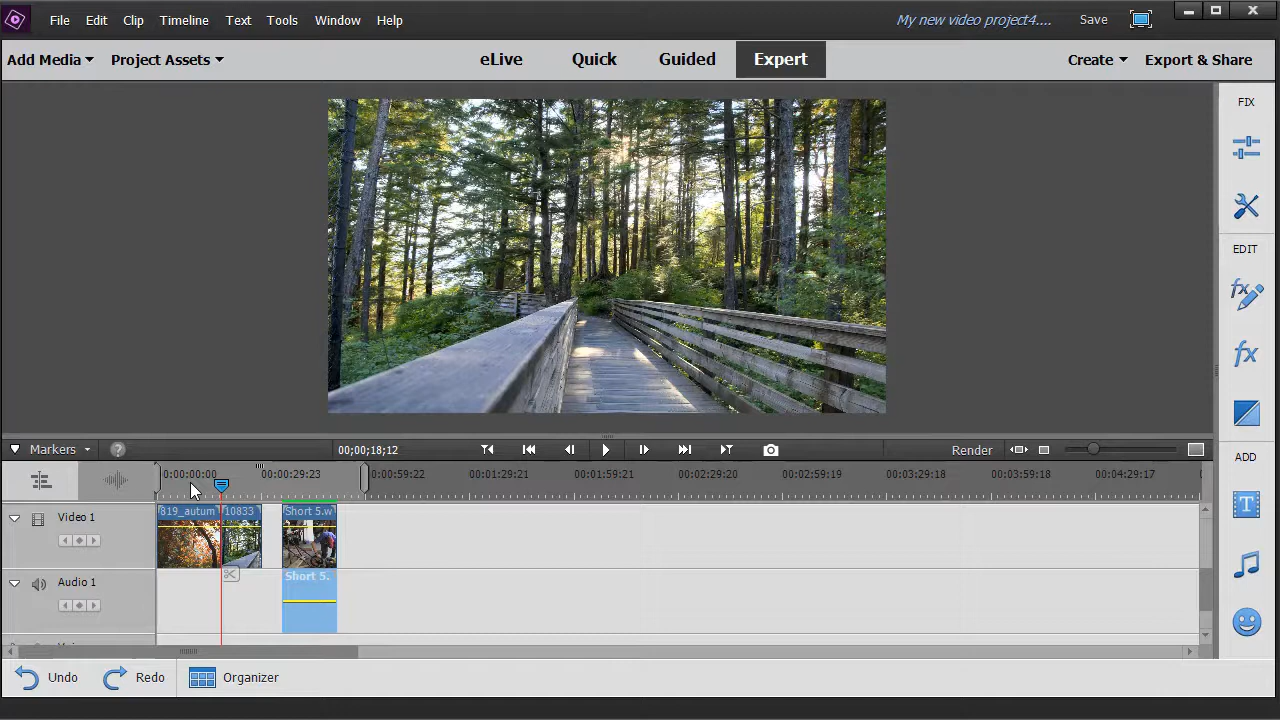 File Edit Clip Timeline Text Tools Window Help My new video project4.... Save
Add Media Project Assets eLive Quick Guided Expert Create Export & Share
FIX
EDIT
Markers ? 00;00;18;12 Render
ADD
0:00:00:00 00:00:29:23 00:00:59:22 00:01:29:21 00:01:59:21 00:02:29:20 00:02:59:19 00:03:29:18 00:03:59:18 00:04:29:17
Video 1 819_autum 10833 Short 5.w
Audio 1 Short 5.
Undo Redo Organizer